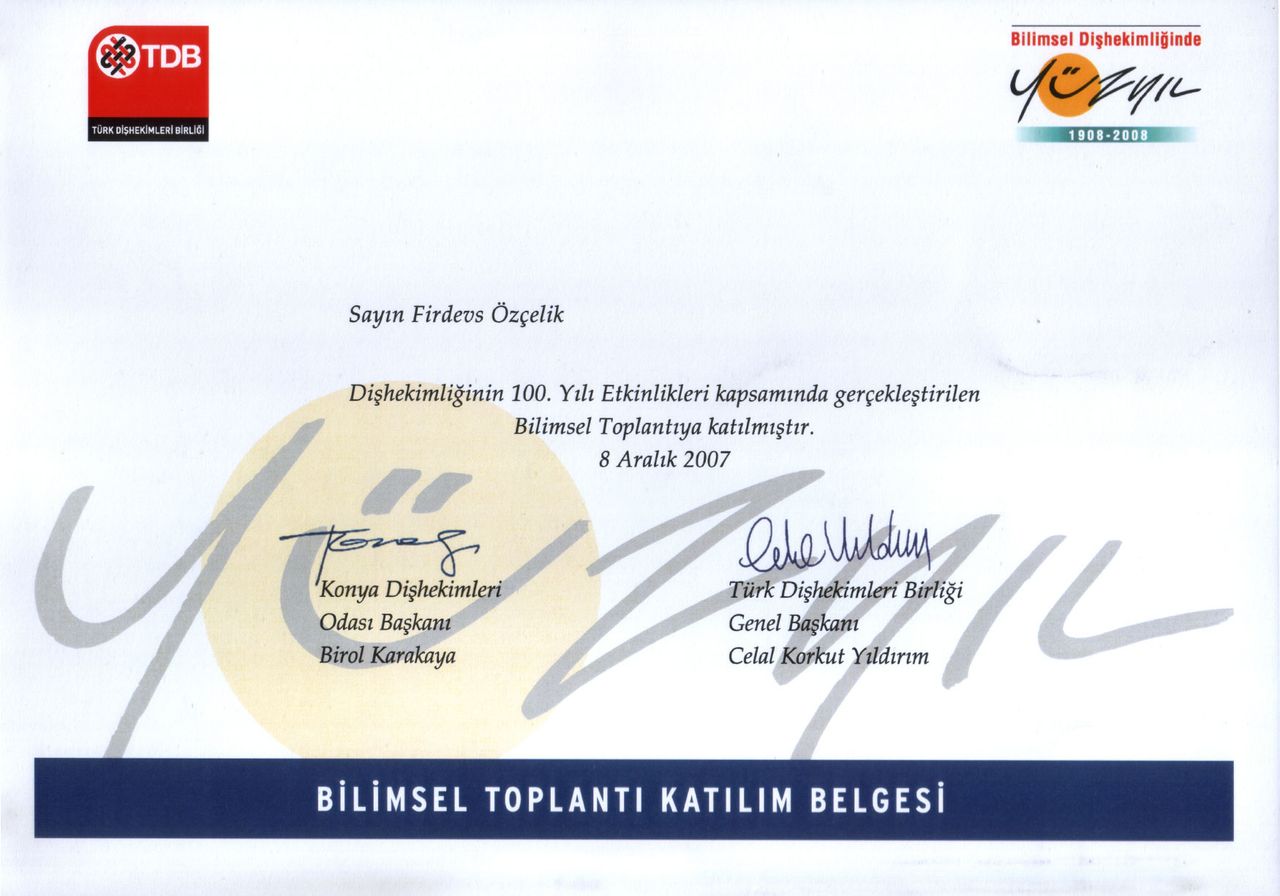 TDB
TÜRK DİŞHEKİMLERİ BİRLİĞİ
Bilimsel Dişhekimliğinde
YÜZYIL
1908-2008
Sayın Firdevs Özçelik
Dişhekimliğinin 100. Yılı Etkinlikleri kapsamında gerçekleştirilen
Bilimsel Toplantıya katılmıştır.
8 Aralık 2007
YÜZYIL
Konya Dişhekimleri
Odası Başkanı
Birol Karakaya
Türk Dişhekimleri Birliği
Genel Başkanı
Celal Korkut Yıldırım
BİLİMSEL TOPLANTI KATILIM BELGESİ